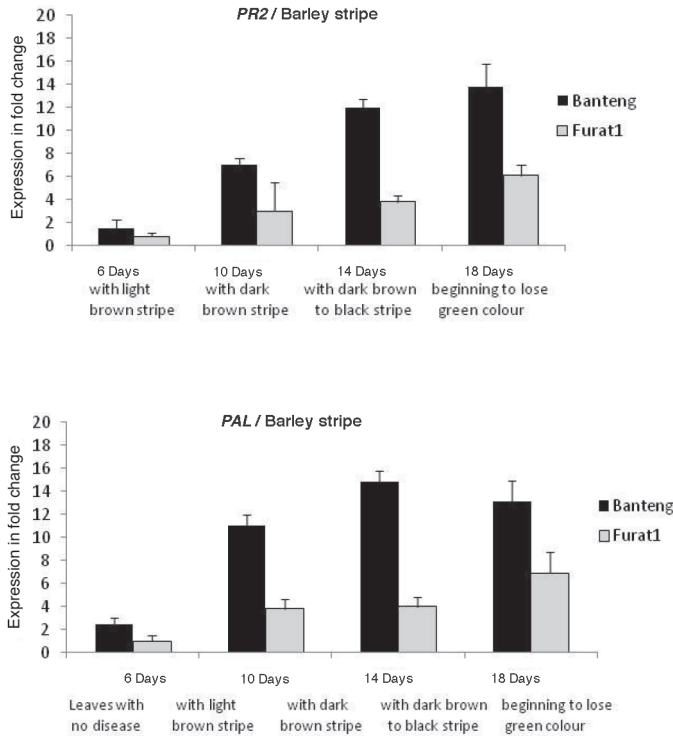 PR2 / Barley stripe
Expression in fold change
20
18
16
14
12
10
8
6
4
2
0
Banteng
Furat1
6 Days 10 Days 14 Days 18 Days
with light with dark with dark brown beginning to lose
brown stripe brown stripe to black stripe green colour
PAL / Barley stripe
Expression in fold change
20
18
16
14
12
10
8
6
4
2
0
Banteng
Furat1
6 Days 10 Days 14 Days 18 Days
Leaves with with light with dark with dark brown beginning to lose
no disease brown stripe brown stripe to black stripe green colour